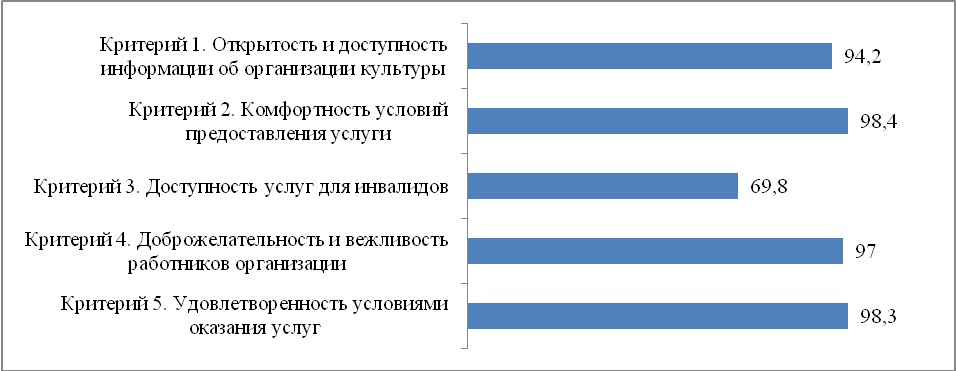 Критерий 1. Открытость и доступность
информации об организации культуры
94,2
Критерий 2. Комфортность условий
предоставления услуги
98,4
Критерий 3. Доступность услуг для инвалидов
69,8
Критерий 4. Доброжелательность и вежливость
работников организации
97
Критерий 5. Удовлетворенность условиями
оказания услуг
98,3